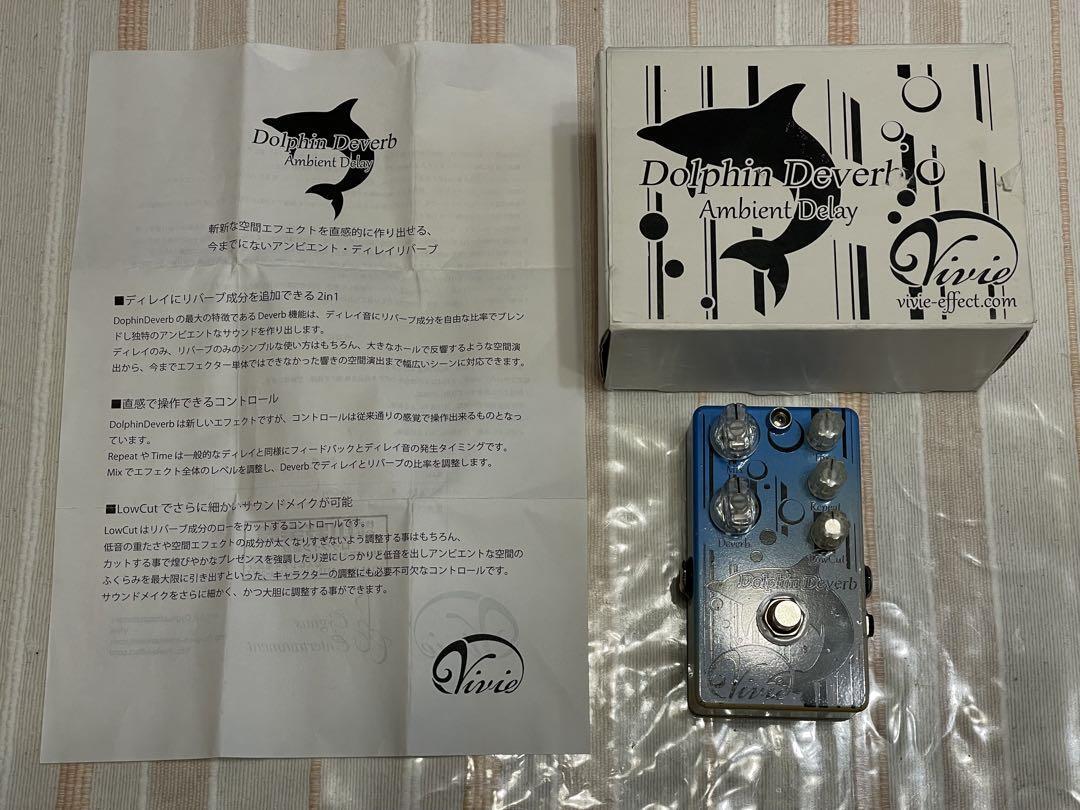 Dolphin Deverb
Ambient Delay
斬新な空間エフェクトを直感的に作り出せる、
今までにないアンビエント・ディレイリバーブ
■ディレイにリバーブ成分を追加できる 2in1
DophinDeverb の最大の特徴である Deverb 機能は、ディレイ音にリバーブ成分を自由な比率でブレン
ドし独特のアンビエントなサウンドを作り出します。
ディレイのみ、リバーブのみのシンプルな使い方はもちろん、大きなホールで反響するような空間演
出から、今までエフェクター単体ではできなかった響きの空間演出まで幅広いシーンに対応できます。
■直感で操作できるコントロール
DolphinDeverb は新しいエフェクトですが、コントロールは従来通りの感覚で操作出来るものとなっ
ています。
Repeat や Time は一般的なディレイと同様にフィードバックとディレイ音の発生タイミングです。
Mix でエフェクト全体のレベルを調整し、Deverb でディレイとリバーブの比率を調整します。
■LowCut でさらに細かいサウンドメイクが可能
LowCut はリバーブ成分のローをカットするコントロールです。
低音の重たさや空間エフェクトの成分が太くなりすぎないよう調整する事はもちろん、
カットする事で煌びやかなプレゼンスを強調したり逆にしっかりと低音を出しアンビエントな空間の
ふくらみを最大限に引き出すといった、キャラクターの調整にも必要不可欠なコントロールです。
サウンドメイクをさらに細かく、かつ大胆に調整する事ができます。
Vivie
Dolphin Deverb
Ambient Delay
Vivie
vivie-effect.com
Mix
Repeat
Deverb
LowCut
Dolphin Deverb
Vivie